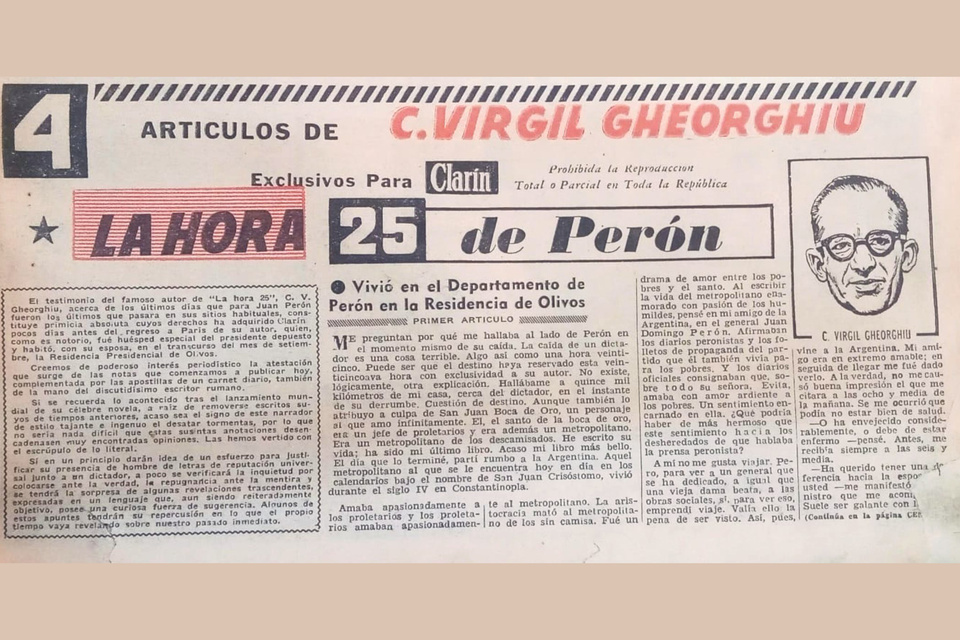 4
ARTICULOS DE C. VIRGIL GHEORGHIU
Exclusivos Para Clarín
Prohibida la Reproduccion
Total o Parcial en Toda la República
LA HORA 25 de Perón
El testimonio del famoso autor de "La hora 25", C. V.
Gheorghiu, acerca de los últimos días que para Juan Perón
fueron los últimos que pasara en sus sitios habituales, cons-
tituye primicia absoluta cuyos derechos ha adquirido Clarín
pocos días antes del regreso a París de su autor, quien,
como es notorio, fué huésped especial del presidente depuesto
y habitó, con su esposa, en el transcurso del mes de setiem-
bre, la Residencia Presidencial de Olivos.
Creemos de poderoso interés periodístico la atestación
que surge de las notas que comenzamos a publicar hoy,
complementada por las apostillas de un carnet diario, también
de la mano del discutidísimo escritor rumano.
Si se recuerda lo acontecido tras el lanzamiento mun-
dial de su célebre novela, a raíz de removerse escritos su-
yos de tiempos anteriores, acaso sea el signo de este narrador
de estilo tajante e ingenuo el desatar tormentas, por lo que
no sería nada difícil que estas sucintas anotaciones desen-
cadenasen muy encontradas opiniones. Las hemos vertido con
el escrúpulo de lo literal.
Si en un principio darán idea de un esfuerzo para justi-
ficar su presencia de hombre de letras de reputación univer-
sal junto a un dictador, a poco se verificará la inquietud por
colocarse ante la verdad, la repugnancia ante la mentira y
se tendrá la sorpresa de algunas revelaciones trascendentes,
expresadas en un lenguaje que, aun siendo reiteradamente
objetivo, posee una curiosa fuerza de sugerencia. Algunos de
estos apuntes tendrán su repercusión en lo que el propio
tiempo vaya revelando sobre nuestro pasado inmediato.
Vivió en el Departamento de
Perón en la Residencia de Olivos
PRIMER ARTICULO
ME preguntan por qué me hallaba al lado de Perón en
el momento mismo de su caída. La caída de un dicta-
dor es una cosa terrible. Algo así como una hora veinti-
cinco. Puede ser que el destino haya reservado esta vein-
ticincoava hora con exclusividad a su autor. No existe,
lógicamente, otra explicación. Hallábame a quince mil
kilómetros de mi casa, cerca del dictador, en el instante
de su derrumbe. Cuestión de destino. Aunque también lo
atribuyo a culpa de San Juan Boca de Oro, un personaje
al que amo infinitamente. El, el santo de la boca de oro,
era un jefe de proletarios y era además un metropolitano.
Era un metropolitano de los descamisados. He escrito su
vida; ha sido mi último libro. Acaso mi libro más bello.
El día que lo terminé, partí rumbo a la Argentina. Aquel
metropolitano al que se le encuentra hoy en día en los
calendarios bajo el nombre de San Juan Crisóstomo, vivió
durante el siglo IV en Constantinopla.
Amaba apasionadamente a
los proletarios y los proleta-
rios amaban apasionadamen-
te al metropolitano. La aris-
tocracia mató al metropolita-
no de los sin camisa. Fué un
drama de amor entre los po-
bres y el santo. Al escribir
la vida del metropolitano ena-
morado con pasión de los hu-
mildes, pensé en mi amigo de la
Argentina, en el general Juan
Domingo Perón. Afirmaban
los diarios peronistas y los fo-
lletos de propaganda del par-
tido que él también vivía pa-
ra los pobres. Y los diarios
oficiales consignaban que, so-
bre todo su señora, Evita,
amaba con amor ardiente a
los pobres. Un sentimiento en-
carnado en ella. ¿Qué podría
haber de más hermoso que
este sentimiento hacia los
desheredados de que hablaba
la prensa peronista?
A mí no me gusta viajar. Pe-
ro, para ver a un general que
se ha dedicado, a igual que
una vieja dama beata, a las
obras sociales, sí, para ver eso,
emprendí viaje. Valía ello la
pena de ser visto. Así, pues,
C. VIRGIL GHEORGHIU
vine a la Argentina. Mi ami-
go era en extremo amable; en
seguida de llegar me fué dado
verlo. A la verdad, no me cau-
só buena impresión el que me
citara a las ocho y media de
la mañana. Se me ocurrió que
podía no estar bien de salud.
—O ha envejecido conside-
rablemente, o debe de estar
enfermo —pensé. Antes, me
recibía siempre a las seis y
media.
—Ha querido tener una
ferencia hacia la
usted —me manifestó
nistro que me
Suele ser galante con
(Continúa en la página